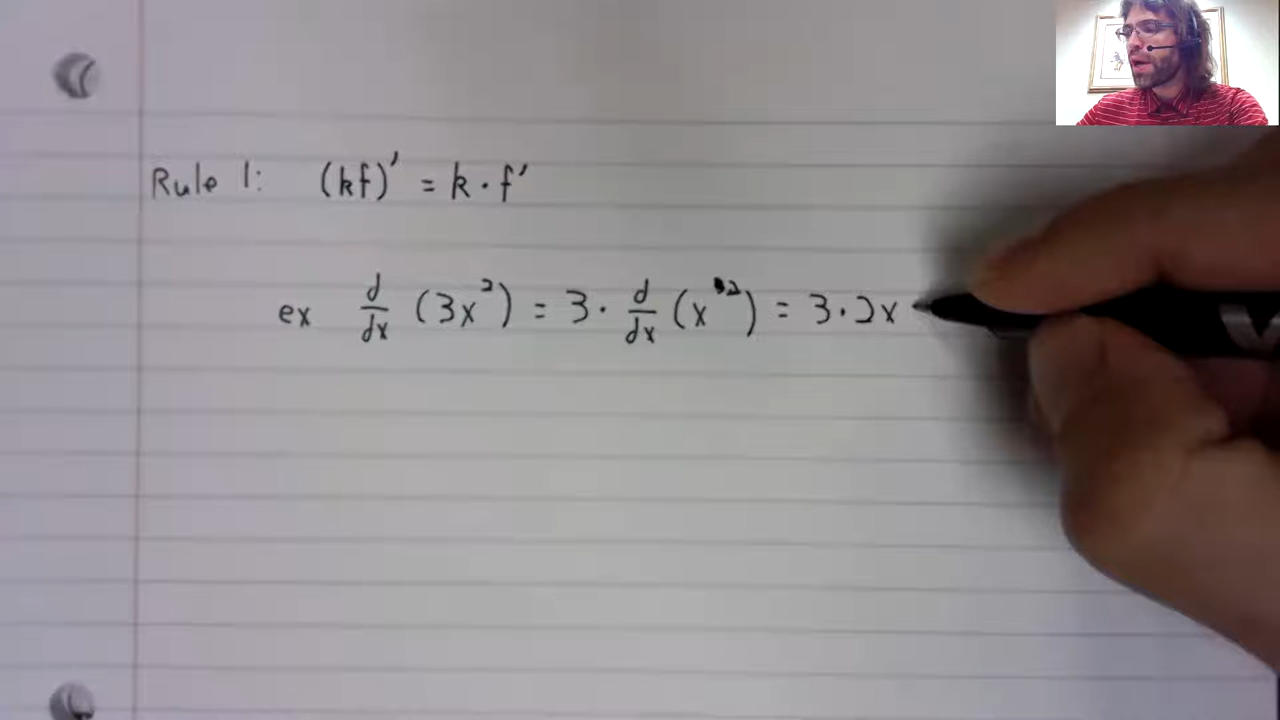 Rule 1: (kf)' = k · f'
ex d/dx (3x²) = 3 · d/dx (x²) = 3 · 2x